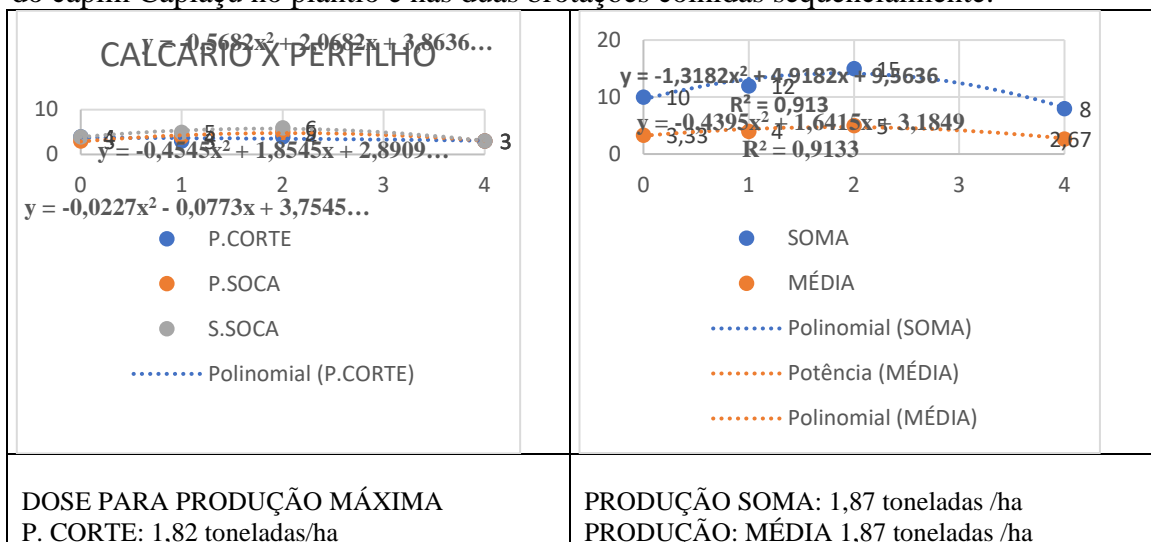 do capim Capiaçu no plantio e nas duas brotações colhidas sequencialmente.
CALCÁRIO X PERFILHO
y = -0,5682x² + 2,0682x + 3,8636...
10
0
4 5 6 3
3 4 3
y = -0,4545x² + 1,8545x + 2,8909...
0 1 2 3 4
y = -0,0227x² - 0,0773x + 3,7545...
P.CORTE
P.SOCA
S.SOCA
Polinomial (P.CORTE)
20
y = -1,3182x² + 4,9182x + 9,5636
R² = 0,913
10
10 12 15 8
y = -0,4395x² + 1,6415x + 3,1849
R² = 0,9133
3,33 4 5 2,67
0
0 1 2 3 4
SOMA
MÉDIA
Polinomial (SOMA)
Potência (MÉDIA)
Polinomial (MÉDIA)
DOSE PARA PRODUÇÃO MÁXIMA
P. CORTE: 1,82 toneladas/ha
PRODUÇÃO SOMA: 1,87 toneladas /ha
PRODUÇÃO: MÉDIA 1,87 toneladas /ha